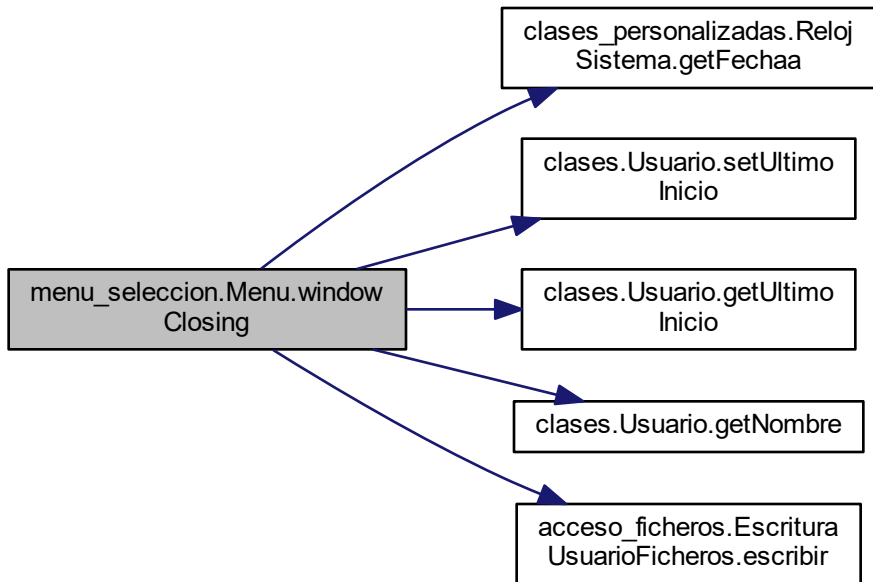 clases_personalizadas.Reloj
Sistema.getFechaa
clases.Usuario.setUltimo
Inicio
menu_seleccion.Menu.window
Closing
clases.Usuario.getUltimo
Inicio
clases.Usuario.getNombre
acceso_ficheros.Escritura
UsuarioFicheros.escribir